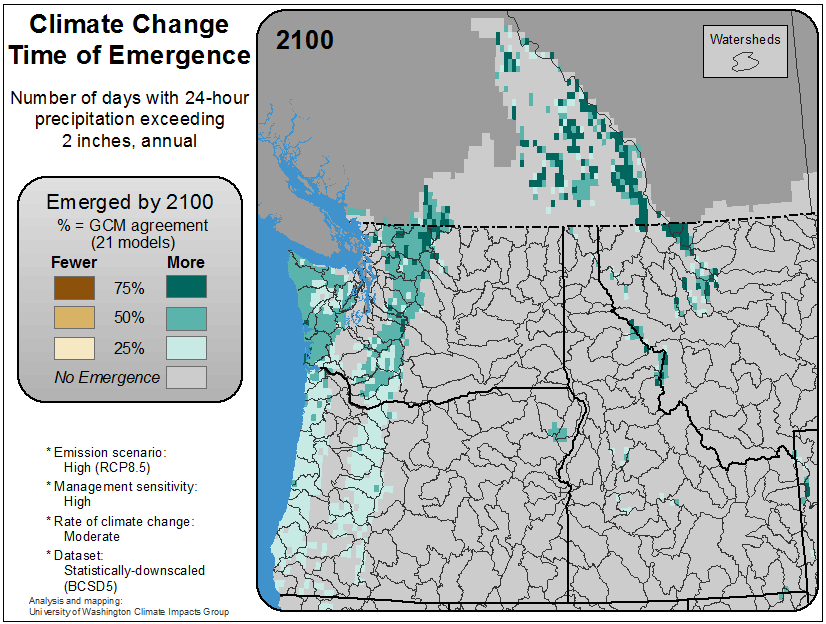 Climate Change
Time of Emergence
Number of days with 24-hour
precipitation exceeding
2 inches, annual
Emerged by 2100
% = GCM agreement
(21 models)
Fewer More
75%
50%
25%
No Emergence
* Emission scenario:
High (RCP8.5)
* Management sensitivity:
High
* Rate of climate change:
Moderate
* Dataset:
Statistically-downscaled
(BCSD5)
Analysis and mapping:
University of Washington Climate Impacts Group
2100
Watersheds